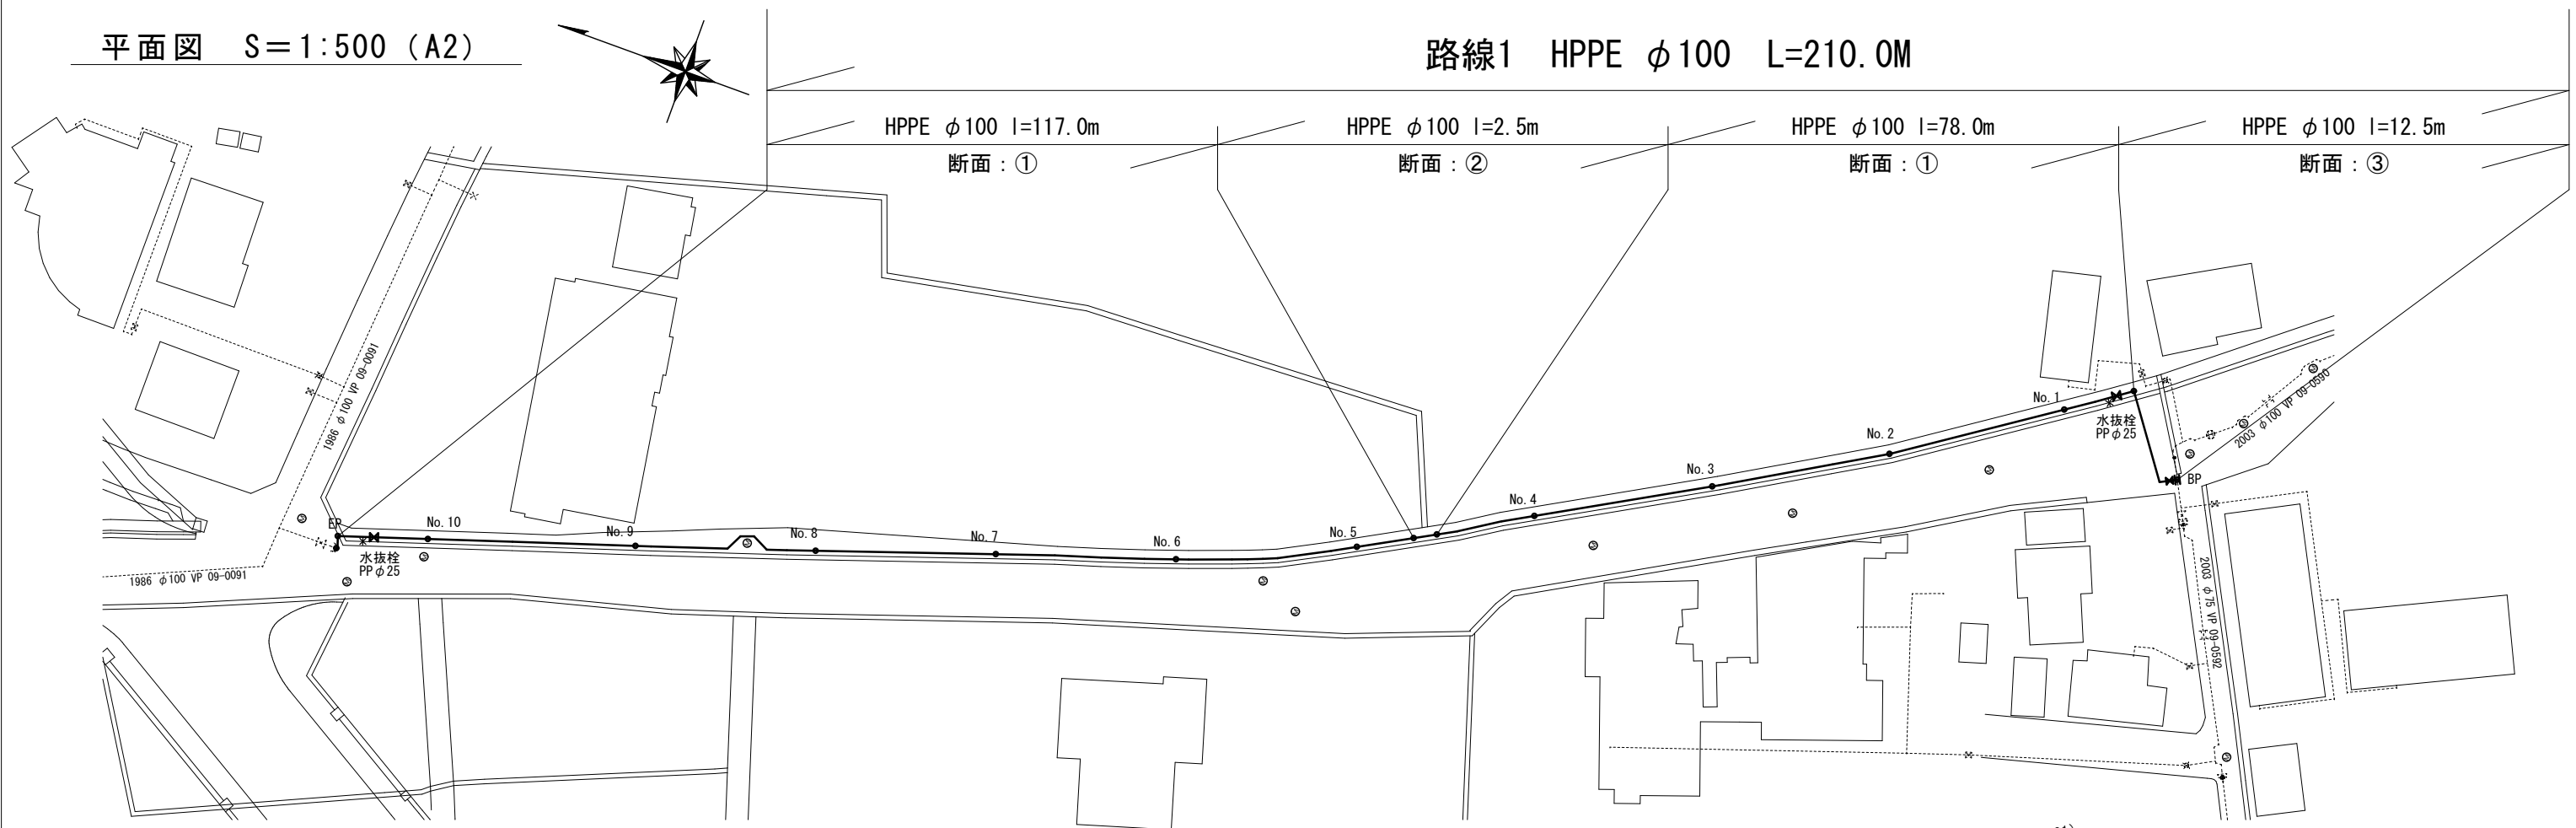 平面図 S=1:500 (A2)
路線1 HPPE φ100 L=210.0M
HPPE φ100 l=117.0m
HPPE φ100 l=2.5m
HPPE φ100 l=78.0m
HPPE φ100 l=12.5m
断面:①
断面:②
断面:①
断面:③
1986 φ100 VP 09-0091
2003 φ100 VP 09-0590
No.1
水抜栓
PPφ25
No.2
No.3
BP
No.4
EP
No.10
No.9
No.8
No.7
No.6
No.5
水抜栓
PPφ25
1986 φ100 VP 09-0091
2003 φ75 VP 09-0592